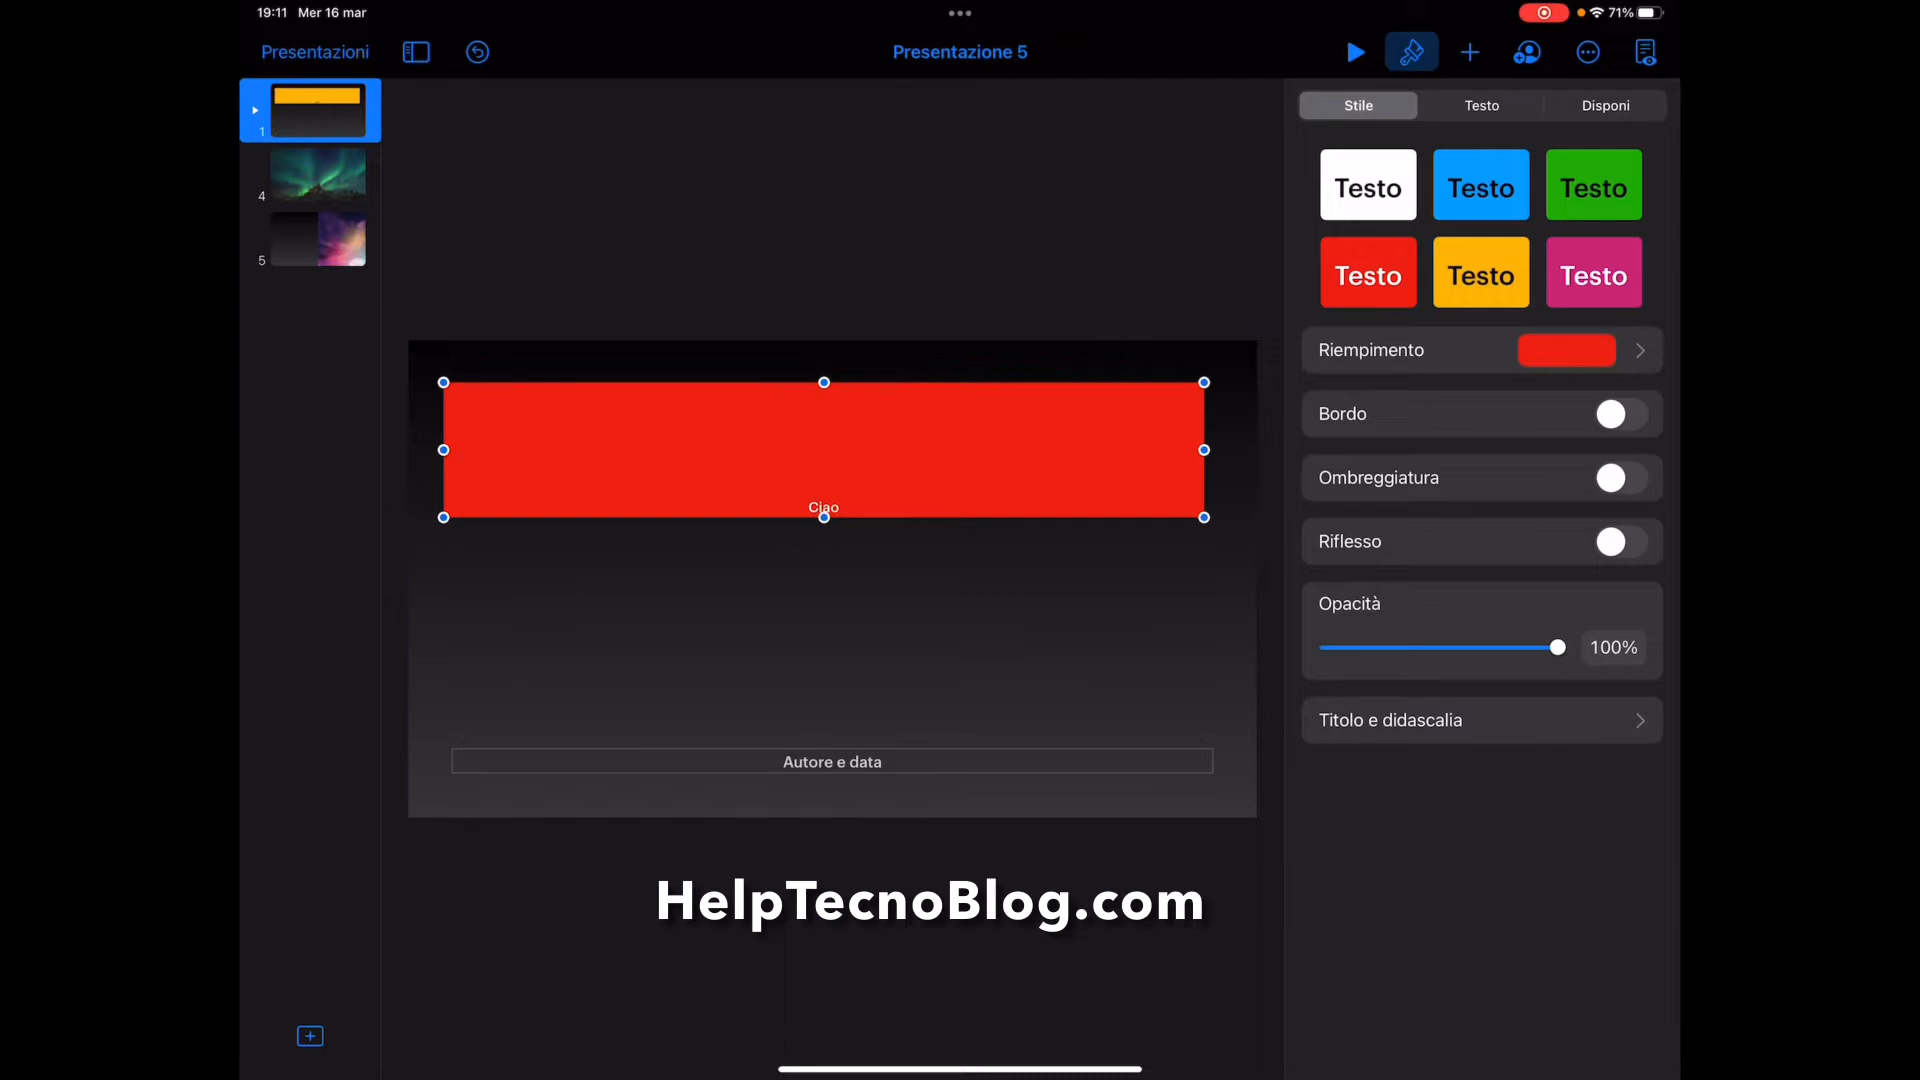 19:11 Mer 16 mar
71%
Presentazioni
Presentazione 5
1
4
5
Ciao
Autore e data
HelpTecnoBlog.com
Stile
Testo
Disponi
Testo
Testo
Testo
Testo
Testo
Testo
Riempimento
Bordo
Ombreggiatura
Riflesso
Opacità
100%
Titolo e didascalia